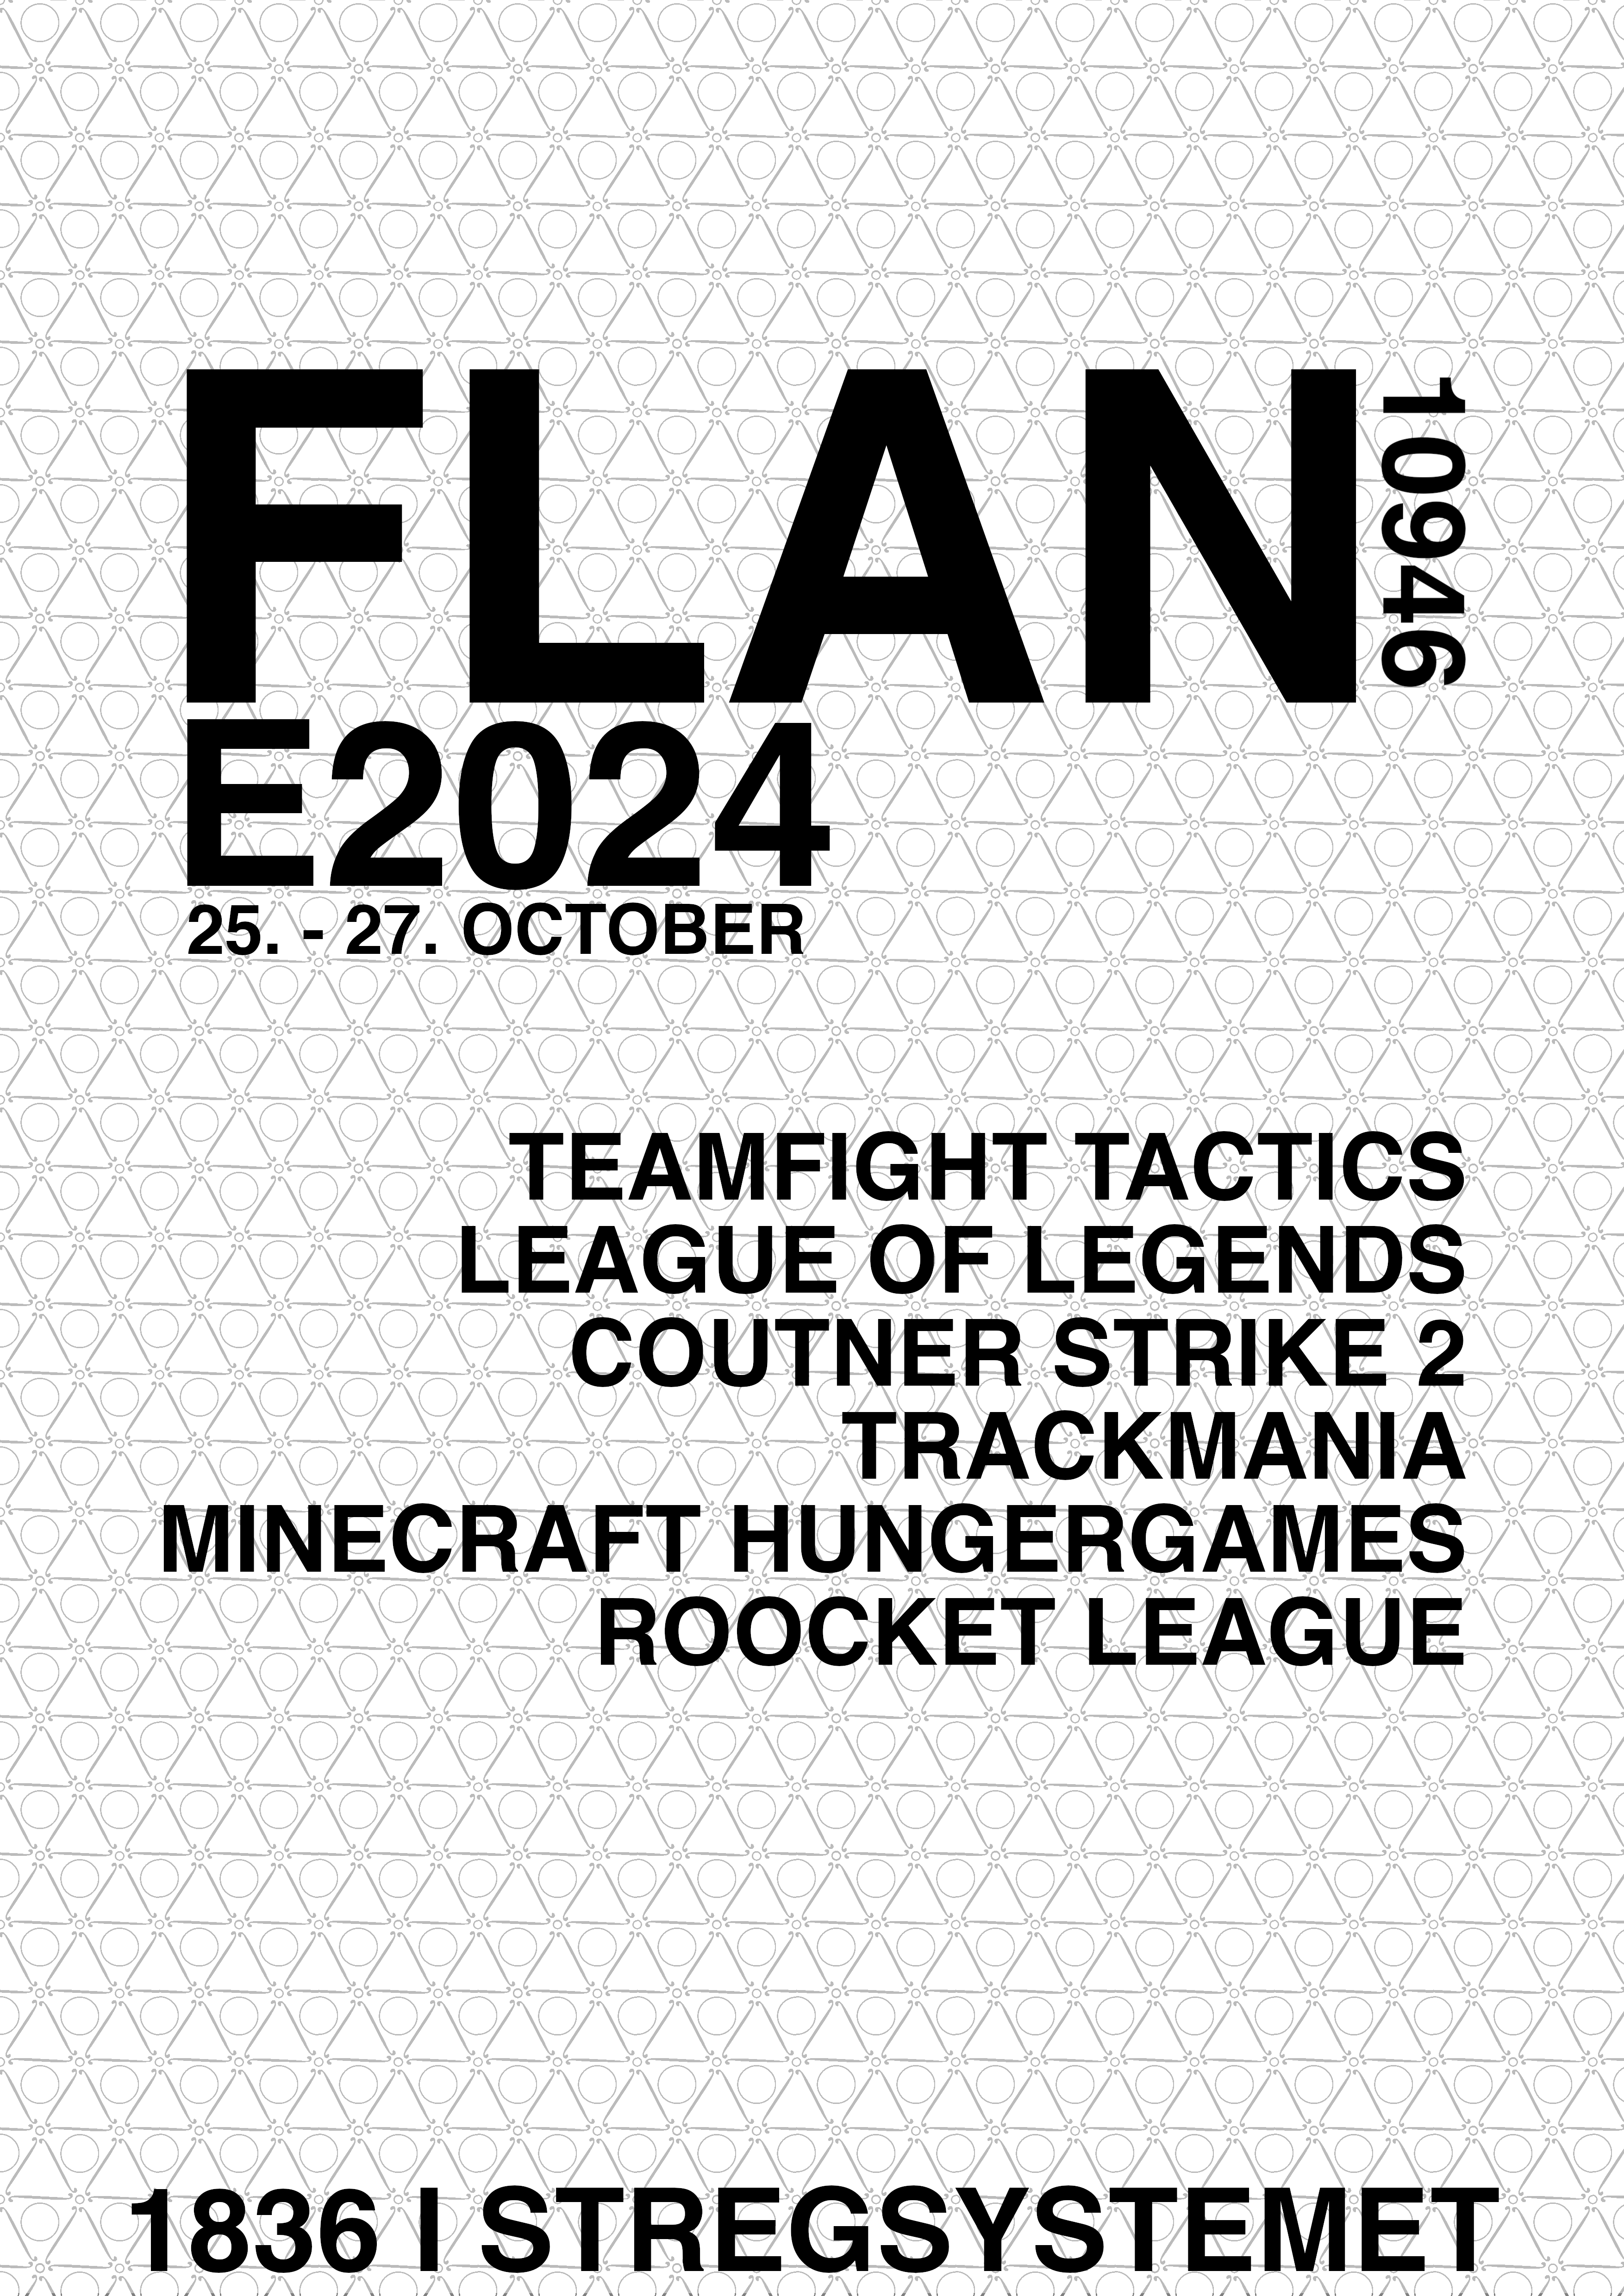 FLAN
10946
E2024
25. - 27. OCTOBER
TEAMFIGHT TACTICS
LEAGUE OF LEGENDS
COUTNER STRIKE 2
TRACKMANIA
MINECRAFT HUNGERGAMES
ROOCKET LEAGUE
1836 I STREGSYSTEMET